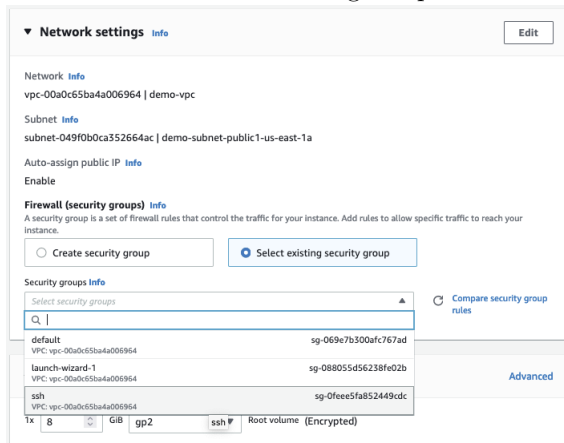 ▼ Network settings Info
Edit
Network Info
vpc-00a0c65ba4a006964 | demo-vpc
Subnet Info
subnet-049f0b0ca352664ac | demo-subnet-public1-us-east-1a
Auto-assign public IP Info
Enable
Firewall (security groups) Info
A security group is a set of firewall rules that control the traffic for your instance. Add rules to allow specific traffic to reach your
instance.
Create security group
Select existing security group
Security groups Info
Select security groups
Compare security group
rules
default sg-069e7b300afc767ad
VPC: vpc-00a0c65ba4a006964
launch-wizard-1 sg-088055d56238fe02b
VPC: vpc-00a0c65ba4a006964
ssh sg-0feee5fa852449cdc
VPC: vpc-00a0c65ba4a006964
Advanced
1x 8 GiB gp2 ssh Root volume (Encrypted)